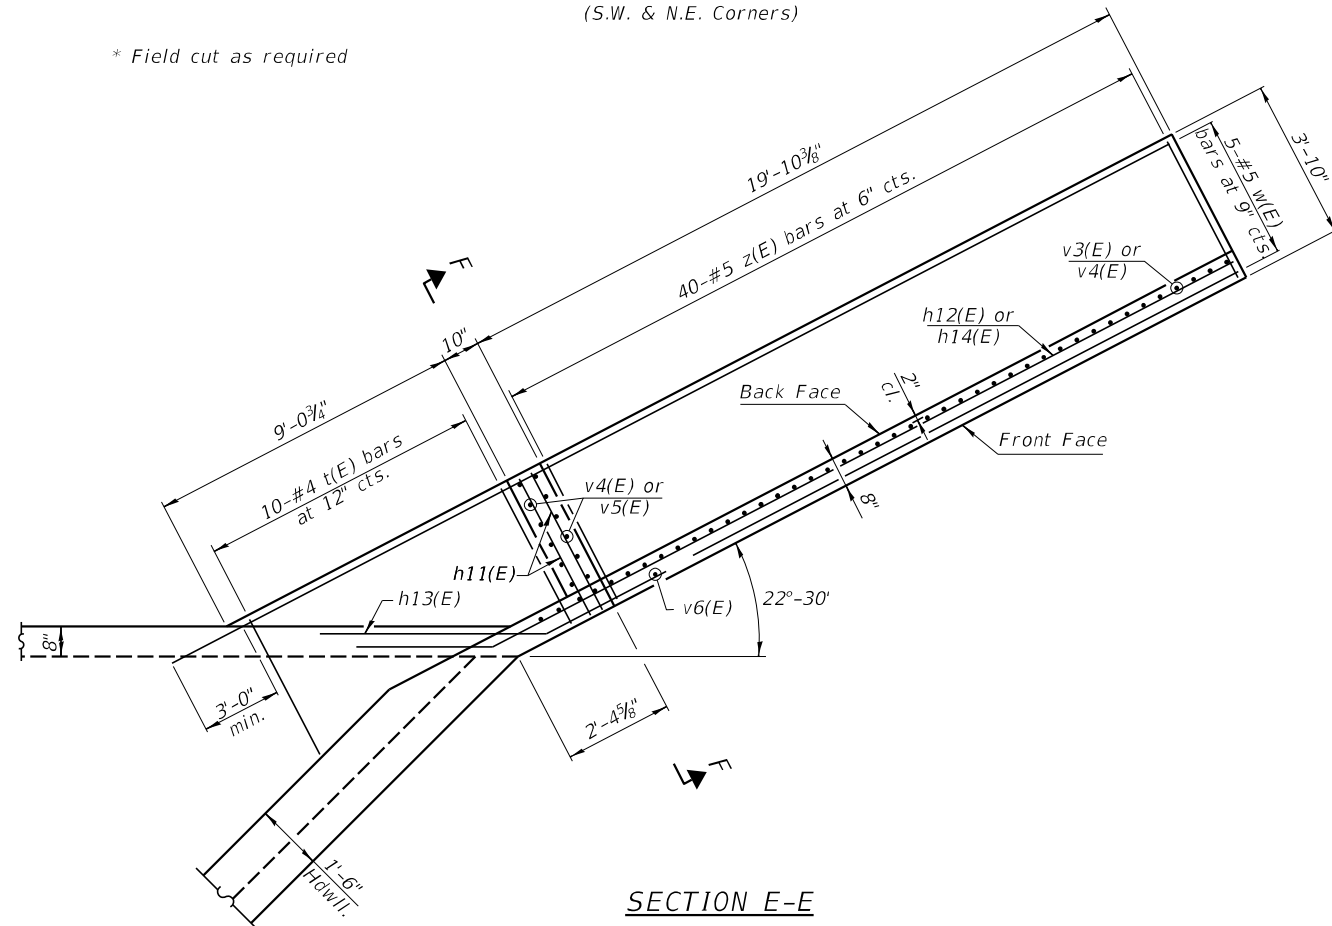 (S.W. & N.E. Corners)
* Field cut as required
19'-10⅜"
3'-10"
5-#5 w(E)
bars at 9" cts.
40-#5 z(E) bars at 6" cts.
F
v3(E) or
v4(E)
10"
h12(E) or
h14(E)
9'-0¾"
2"
cl.
Back Face
Front Face
10-#4 t(E) bars
at 12" cts.
v4(E) or
v5(E)
8"
h11(E)
h13(E)
v6(E)
22°-30'
8"
3'-0"
min.
2'-4⅝"
F
1'-6"
Hdwll.
SECTION E-E